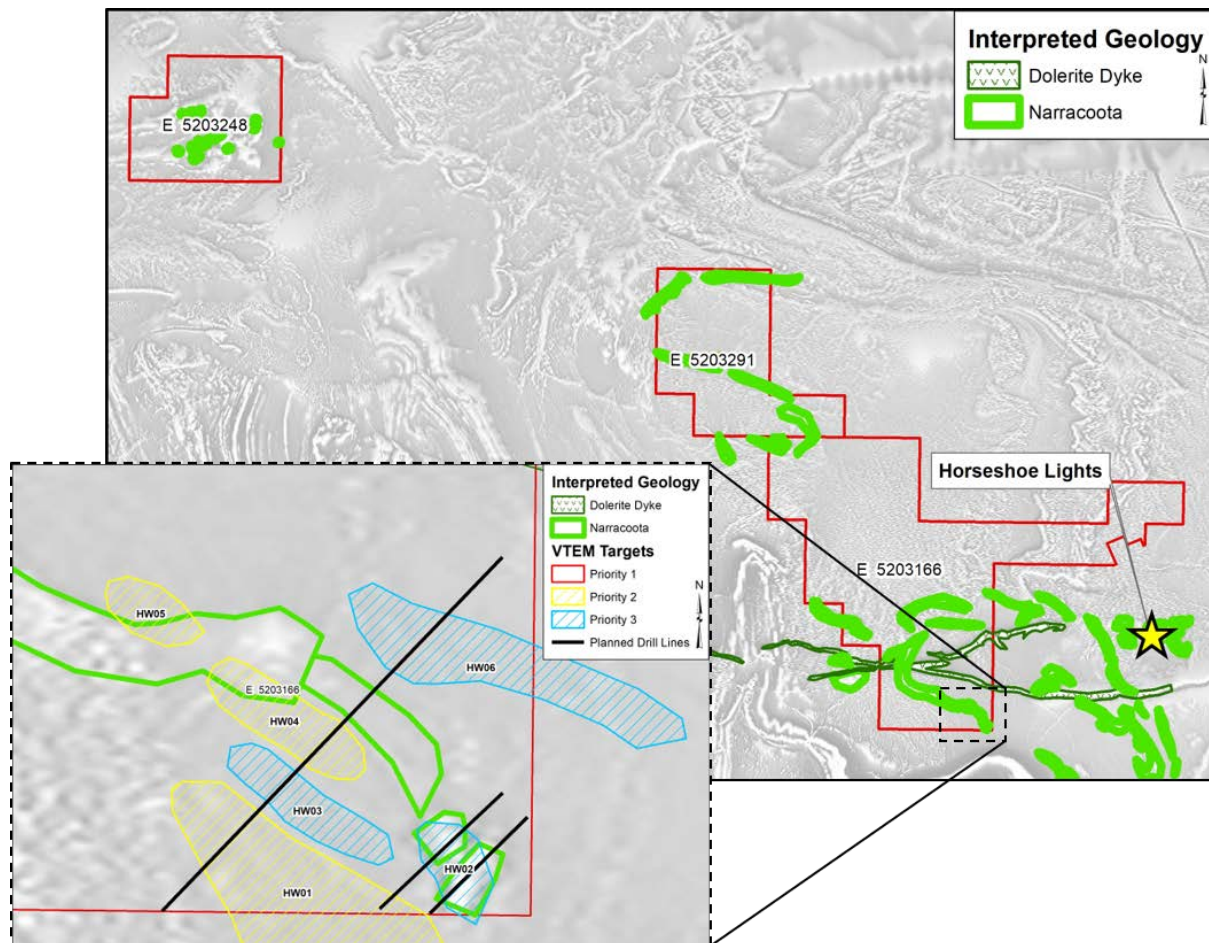 Interpreted Geology
N
Dolerite Dyke
Narracoota
E 5203248
E 5203291
Horseshoe Lights
E 5203166
Interpreted Geology
Dolerite Dyke
Narracoota
VTEM Targets
Priority 1
Priority 2
Priority 3
N
Planned Drill Lines
HW05
HW06
E 5203166
HW04
HW03
HW02
HW01